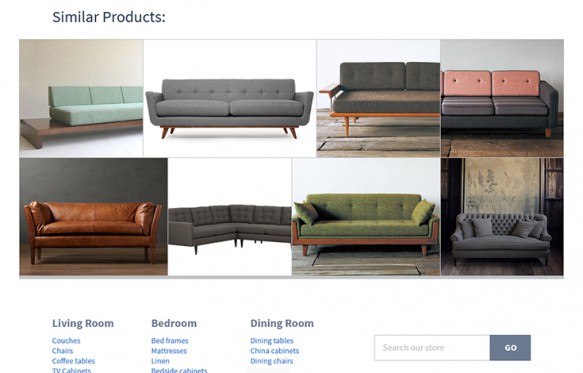 Similar Products:
Living Room Bedroom Dining Room
Couches Bed frames Dining tables
Chairs Mattresses China cabinets
Coffee tables Linen Dining chairs
TV Cabinets Bedside cabinets
Search our store GO